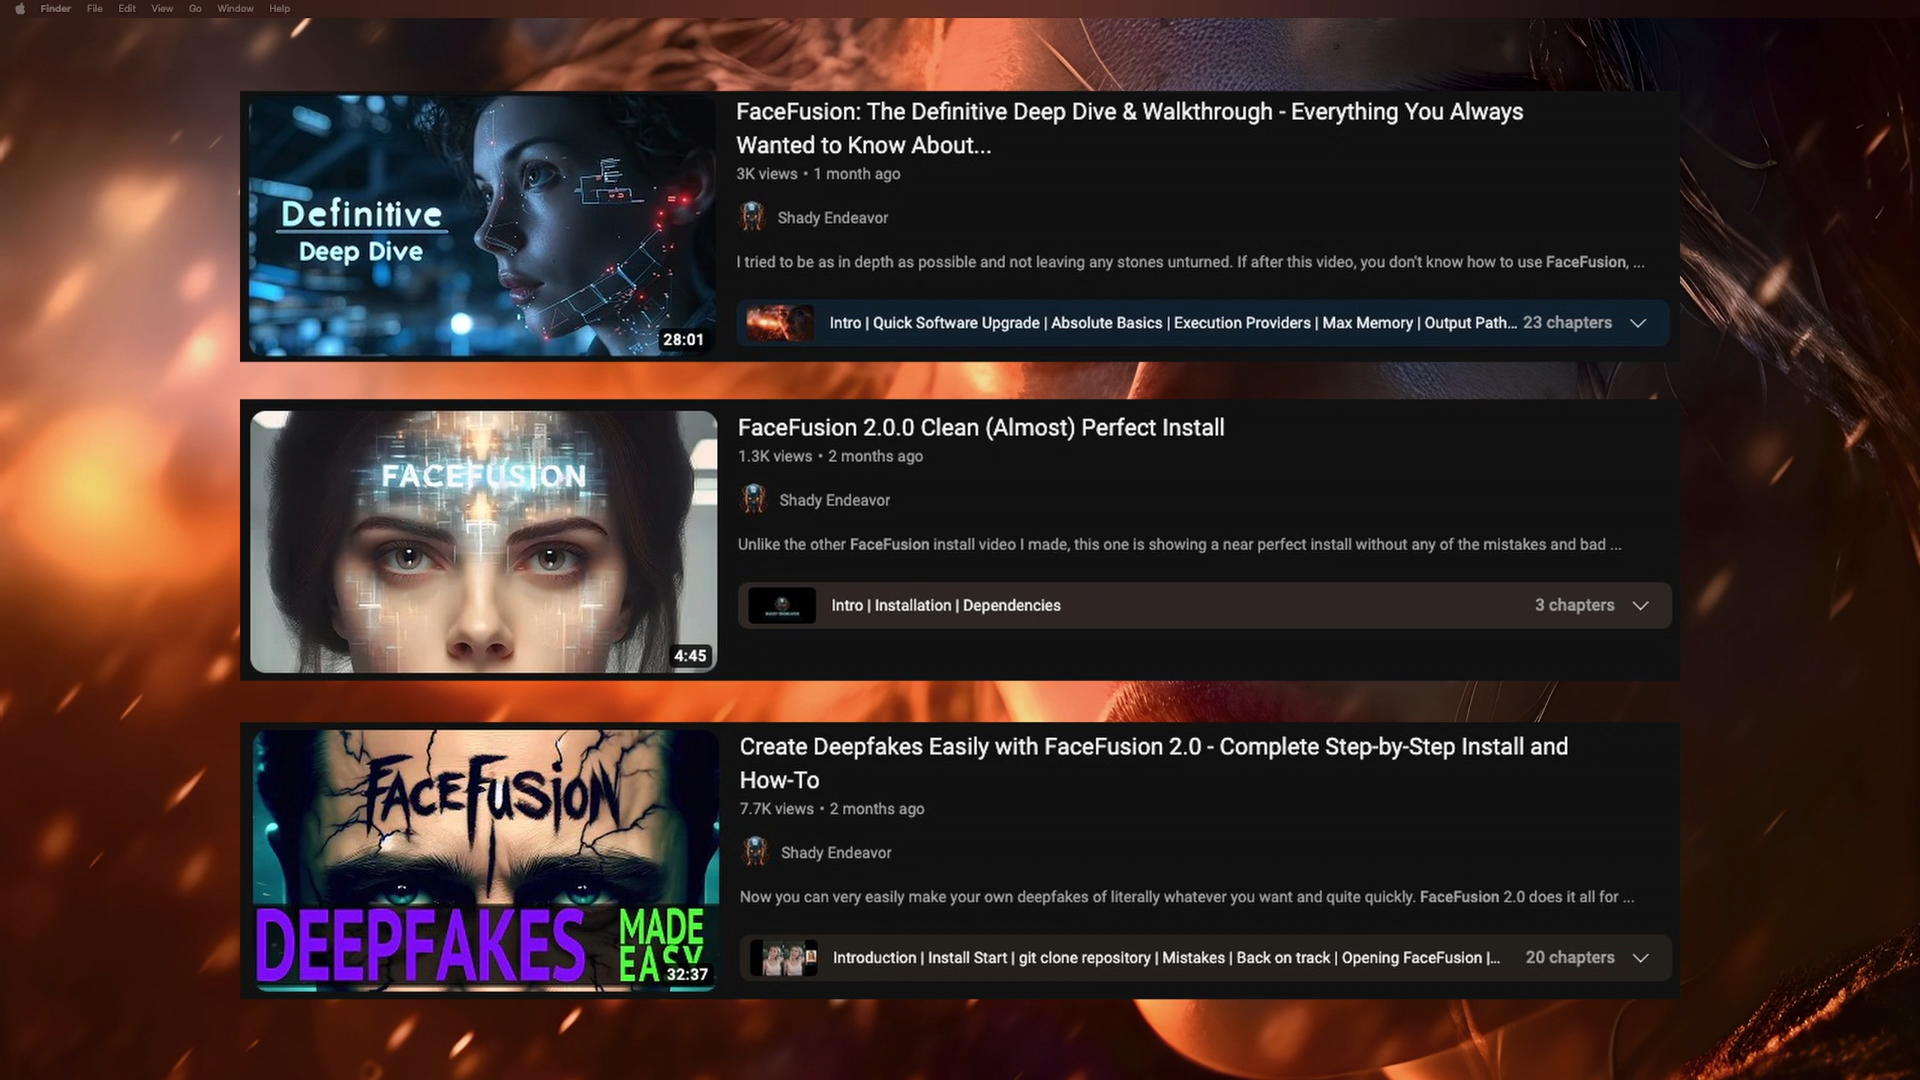 Finder File Edit View Go Window Help
Definitive
Deep Dive
28:01
FaceFusion: The Definitive Deep Dive & Walkthrough - Everything You Always
Wanted to Know About...
3K views • 1 month ago
Shady Endeavor
I tried to be as in depth as possible and not leaving any stones unturned. If after this video, you don't know how to use FaceFusion, ...
Intro | Quick Software Upgrade | Absolute Basics | Execution Providers | Max Memory | Output Path... 23 chapters
FACEFUSION
4:45
FaceFusion 2.0.0 Clean (Almost) Perfect Install
1.3K views • 2 months ago
Shady Endeavor
Unlike the other FaceFusion install video I made, this one is showing a near perfect install without any of the mistakes and bad ...
Intro | Installation | Dependencies 3 chapters
FACEFUSION
DEEPFAKES
MADE
EASY
32:37
Create Deepfakes Easily with FaceFusion 2.0 - Complete Step-by-Step Install and
How-To
7.7K views • 2 months ago
Shady Endeavor
Now you can very easily make your own deepfakes of literally whatever you want and quite quickly. FaceFusion 2.0 does it all for ...
Introduction | Install Start | git clone repository | Mistakes | Back on track | Opening FaceFusion |... 20 chapters